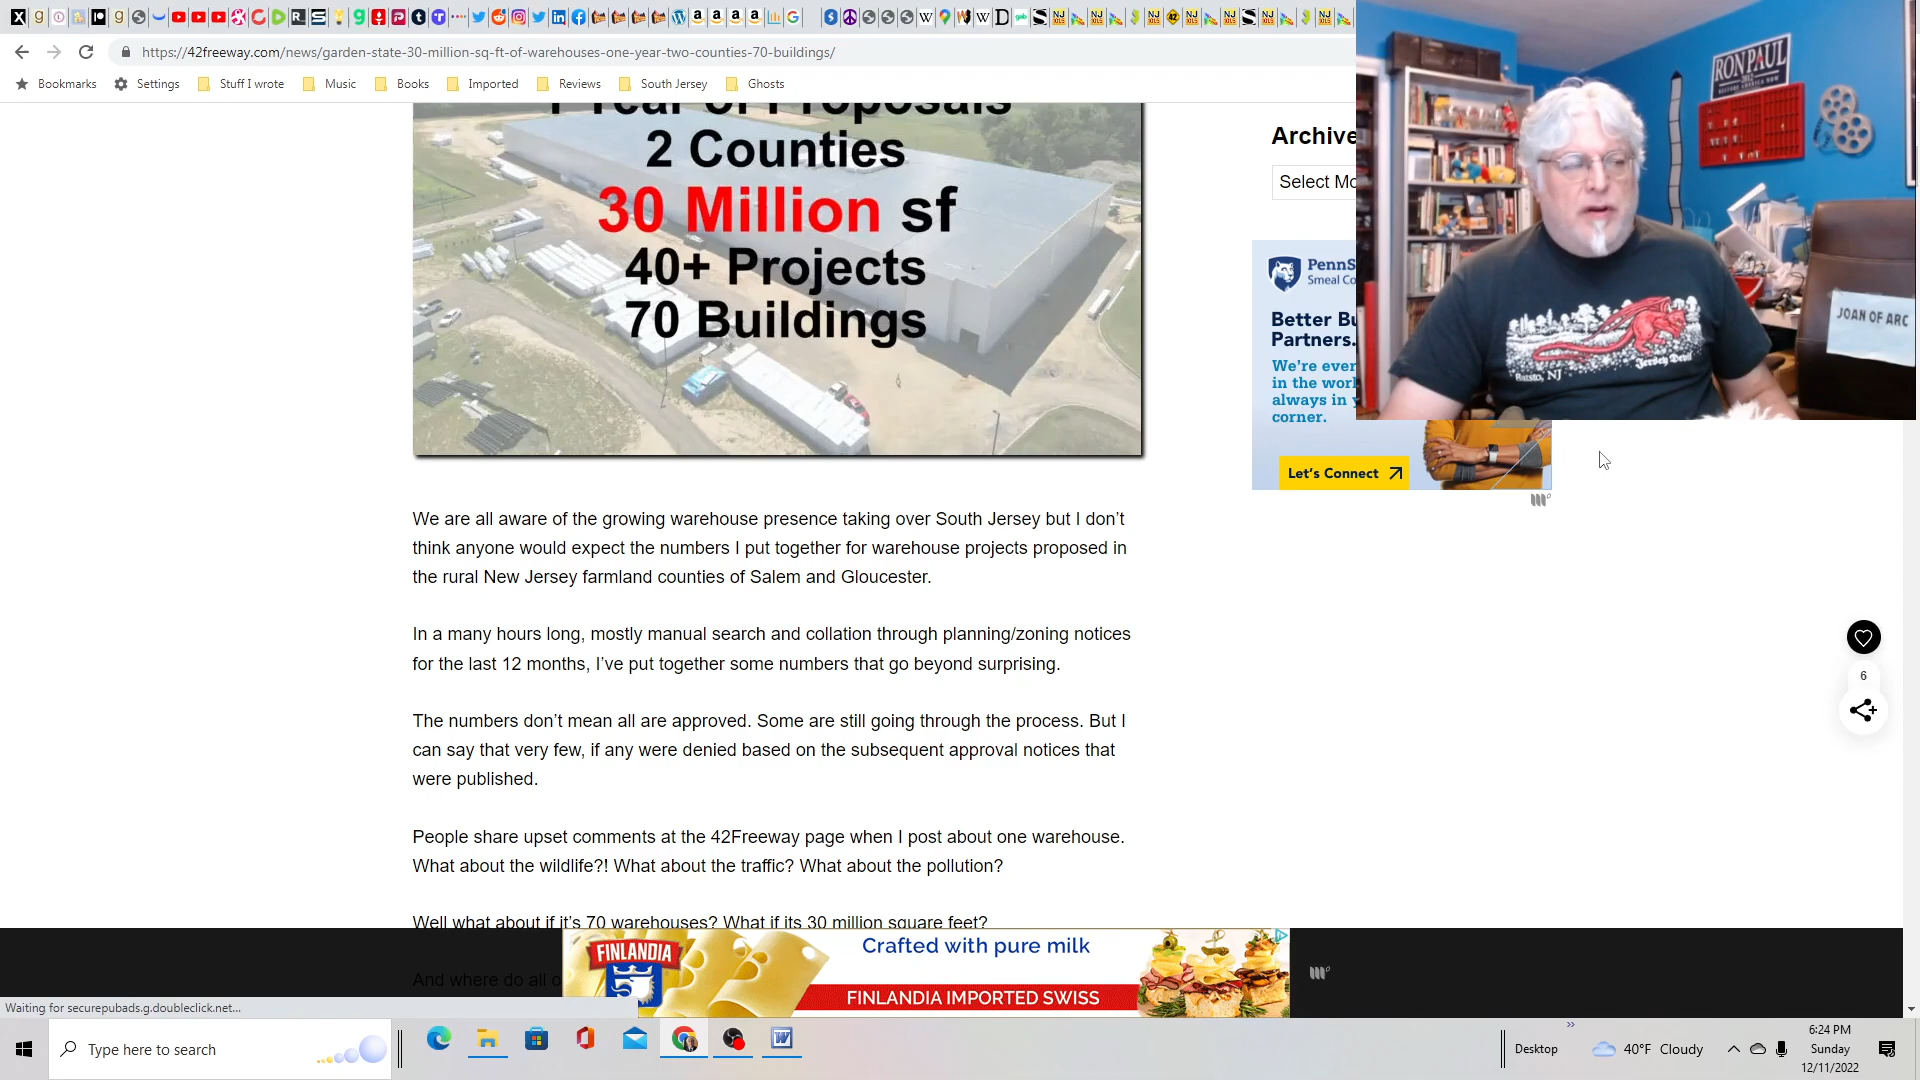 https://42freeway.com/news/garden-state-30-million-sq-ft-of-warehouses-one-year-two-counties-70-buildings/
Bookmarks Settings Stuff I wrote Music Books Imported Reviews South Jersey Ghosts
1 Year of Proposals
2 Counties
30 Million sf
40+ Projects
70 Buildings
We are all aware of the growing warehouse presence taking over South Jersey but I don’t
think anyone would expect the numbers I put together for warehouse projects proposed in
the rural New Jersey farmland counties of Salem and Gloucester.
In a many hours long, mostly manual search and collation through planning/zoning notices
for the last 12 months, I’ve put together some numbers that go beyond surprising.
The numbers don’t mean all are approved. Some are still going through the process. But I
can say that very few, if any were denied based on the subsequent approval notices that
were published.
People share upset comments at the 42Freeway page when I post about one warehouse.
What about the wildlife?! What about the traffic? What about the pollution?
Well what about if it’s 70 warehouses? What if its 30 million square feet?
And where do all o
Archive
Select Mo
PennS
Smeal Co
Better Bu
Partners.
We're ever
in the worl
always in y
corner.
Let's Connect
RON PAUL
2012
JOAN OF ARC
Batsto, NJ
Jersey Devil
6
FINLANDIA
Crafted with pure milk
FINLANDIA IMPORTED SWISS
Waiting for securepubads.g.doubleclick.net...
Type here to search
Desktop
40°F Cloudy
6:24 PM
Sunday
12/11/2022